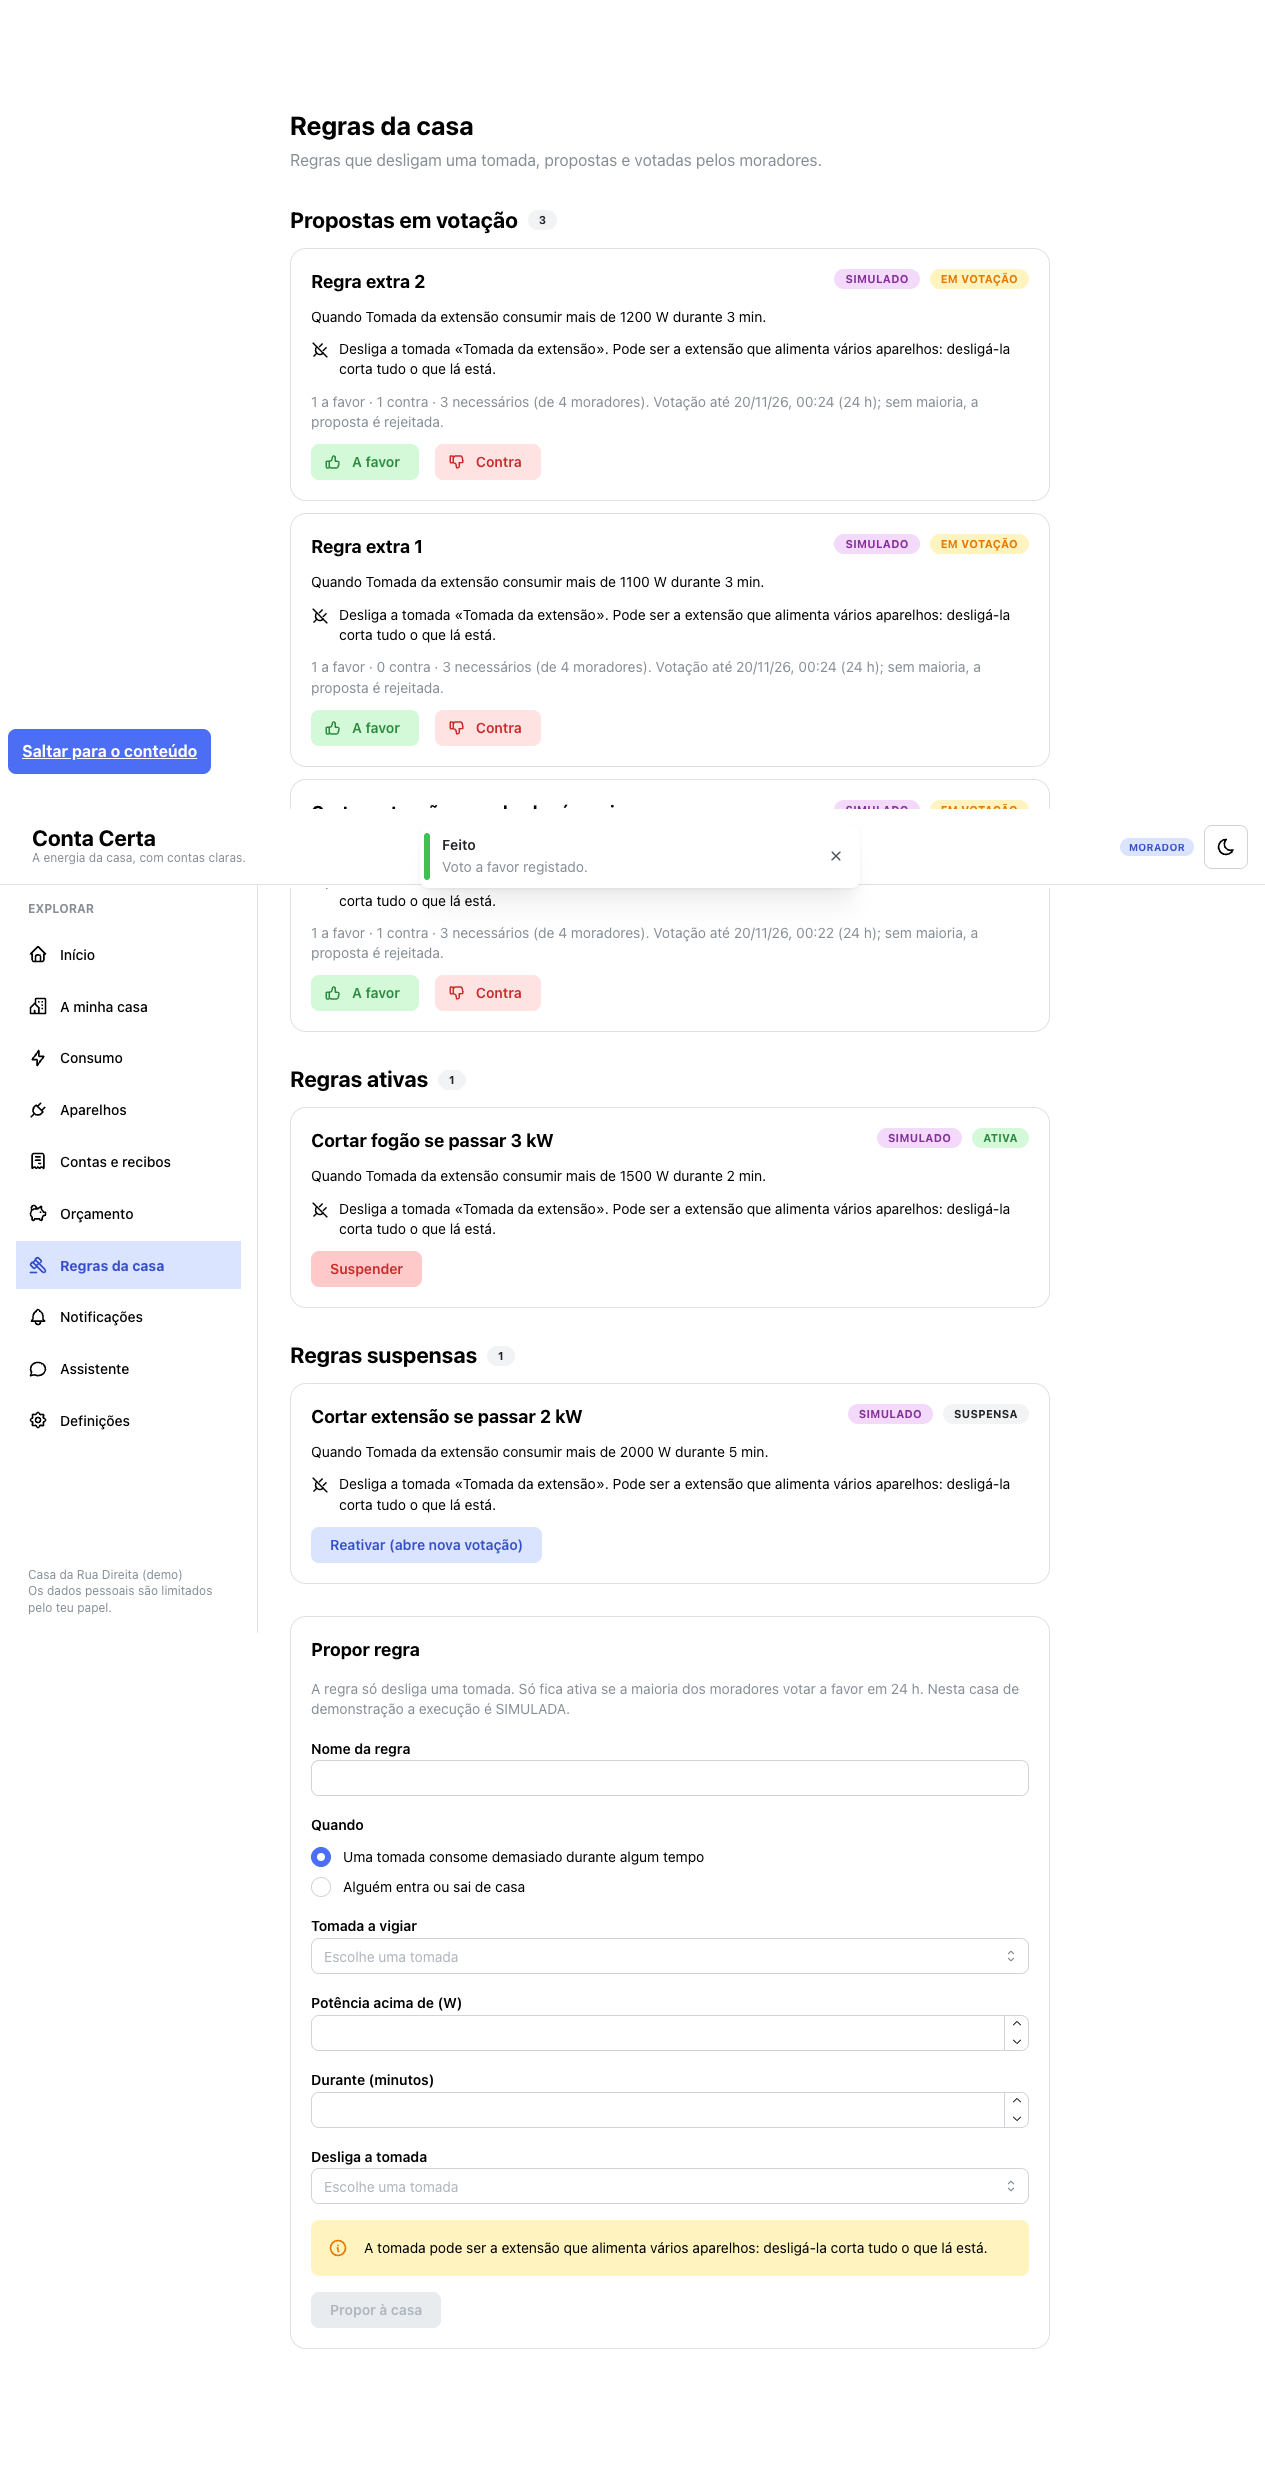 Regras da casa
Regras que desligam uma tomada, propostas e votadas pelos moradores.
Propostas em votação 3
Regra extra 2
SIMULADO EM VOTAÇÃO
Quando Tomada da extensão consumir mais de 1200 W durante 3 min.
Desliga a tomada «Tomada da extensão». Pode ser a extensão que alimenta vários aparelhos: desligá-la
corta tudo o que lá está.
1 a favor · 1 contra · 3 necessários (de 4 moradores). Votação até 20/11/26, 00:24 (24 h); sem maioria, a
proposta é rejeitada.
A favor Contra
Regra extra 1
SIMULADO EM VOTAÇÃO
Quando Tomada da extensão consumir mais de 1100 W durante 3 min.
Desliga a tomada «Tomada da extensão». Pode ser a extensão que alimenta vários aparelhos: desligá-la
corta tudo o que lá está.
1 a favor · 0 contra · 3 necessários (de 4 moradores). Votação até 20/11/26, 00:24 (24 h); sem maioria, a
proposta é rejeitada.
A favor Contra
Saltar para o conteúdo
SIMULADO EM VOTAÇÃO
Conta Certa
A energia da casa, com contas claras.
Feito
Voto a favor registado.
MORADOR
corta tudo o que lá está.
1 a favor · 1 contra · 3 necessários (de 4 moradores). Votação até 20/11/26, 00:22 (24 h); sem maioria, a
proposta é rejeitada.
A favor Contra
EXPLORAR
Início
A minha casa
Consumo
Aparelhos
Contas e recibos
Orçamento
Regras da casa
Notificações
Assistente
Definições
Casa da Rua Direita (demo)
Os dados pessoais são limitados
pelo teu papel.
Regras ativas 1
Cortar fogão se passar 3 kW
SIMULADO ATIVA
Quando Tomada da extensão consumir mais de 1500 W durante 2 min.
Desliga a tomada «Tomada da extensão». Pode ser a extensão que alimenta vários aparelhos: desligá-la
corta tudo o que lá está.
Suspender
Regras suspensas 1
Cortar extensão se passar 2 kW
SIMULADO SUSPENSA
Quando Tomada da extensão consumir mais de 2000 W durante 5 min.
Desliga a tomada «Tomada da extensão». Pode ser a extensão que alimenta vários aparelhos: desligá-la
corta tudo o que lá está.
Reativar (abre nova votação)
Propor regra
A regra só desliga uma tomada. Só fica ativa se a maioria dos moradores votar a favor em 24 h. Nesta casa de
demonstração a execução é SIMULADA.
Nome da regra
Quando
Uma tomada consome demasiado durante algum tempo
Alguém entra ou sai de casa
Tomada a vigiar
Escolhe uma tomada
Potência acima de (W)
Durante (minutos)
Desliga a tomada
Escolhe uma tomada
A tomada pode ser a extensão que alimenta vários aparelhos: desligá-la corta tudo o que lá está.
Propor à casa